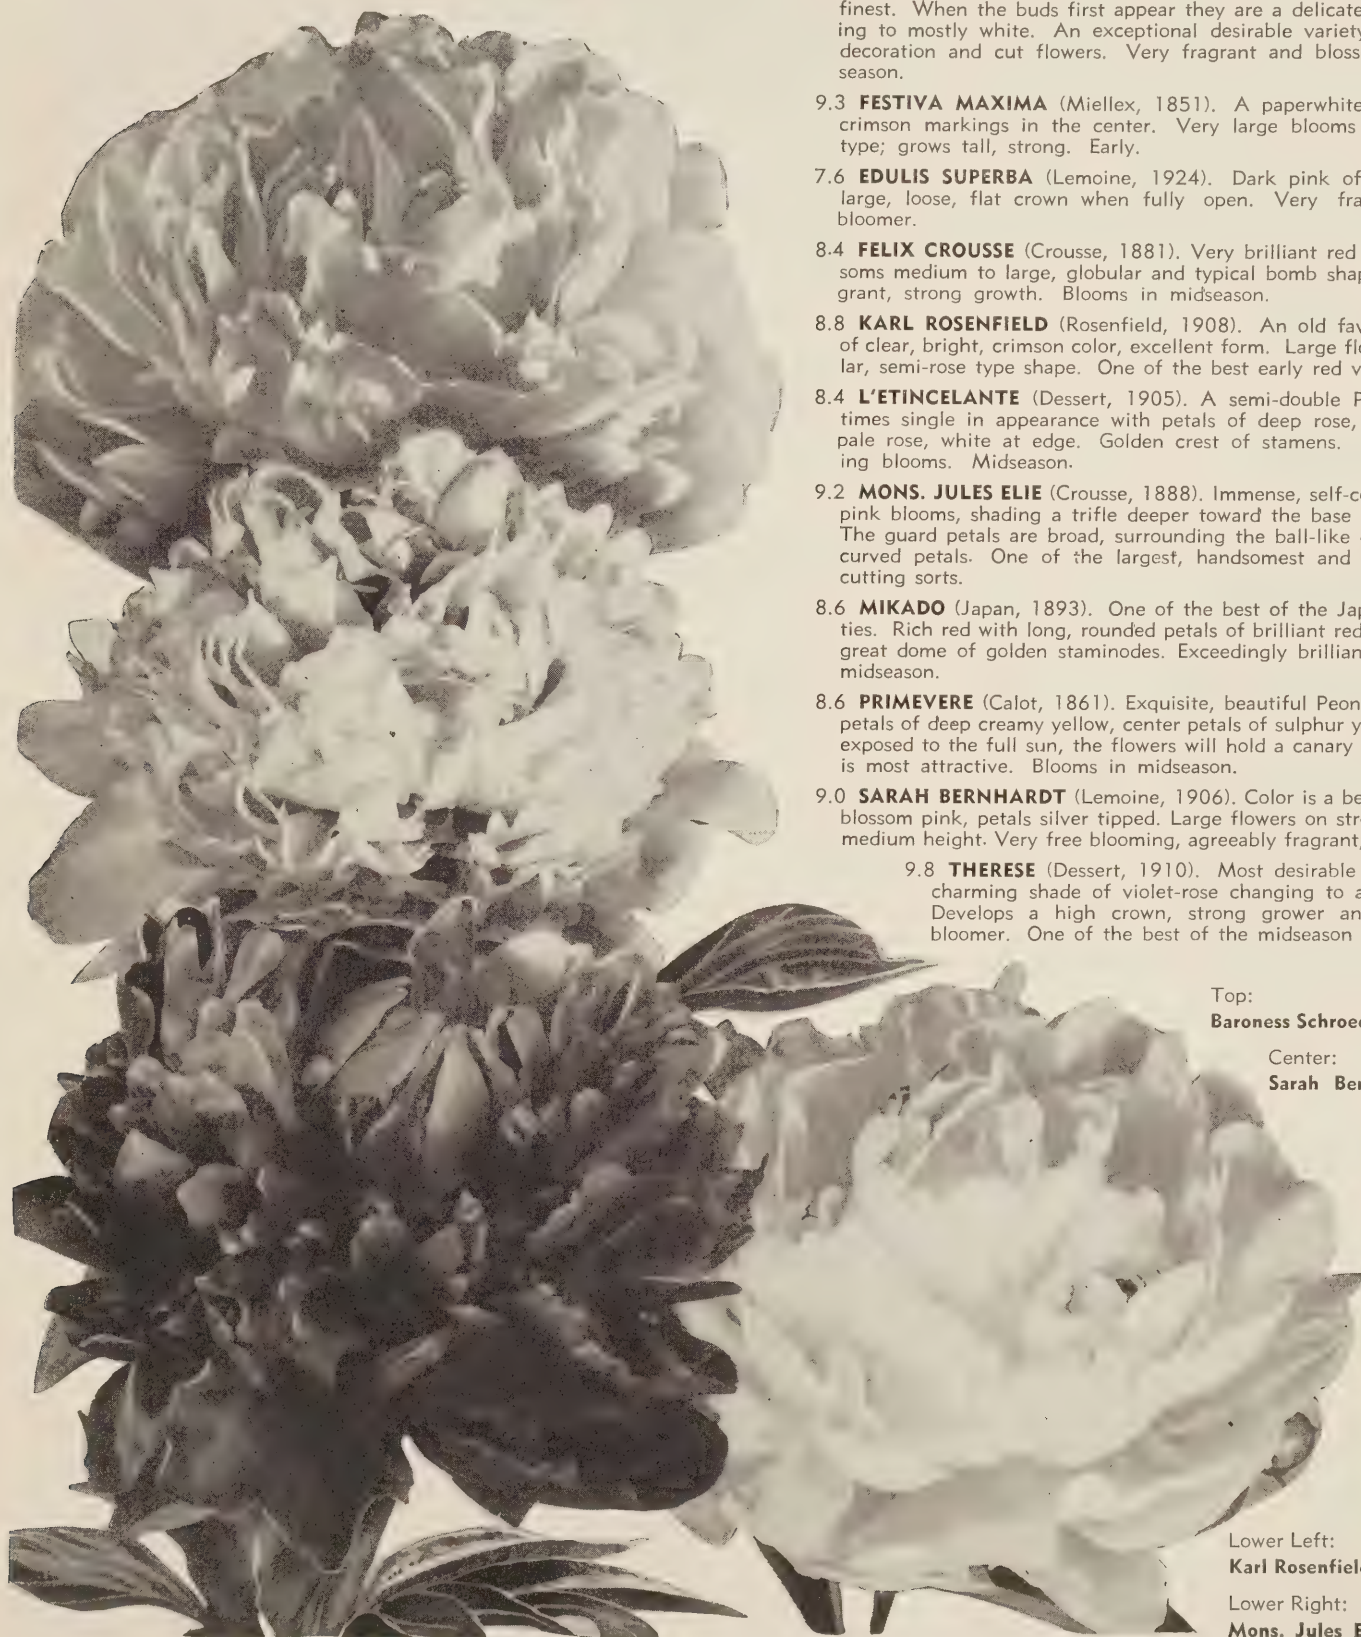 finest. When the buds first appear they are a delicate
ing to mostly white. An exceptional desirable variety
decoration and cut flowers. Very fragrant and bloss
season.
9.3 FESTIVA MAXIMA (Miellex, 1851). A paperwhite
crimson markings in the center. Very large blooms
type; grows tall, strong. Early.
7.6 EDULIS SUPERBA (Lemoine, 1924). Dark pink of
large, loose, flat crown when fully open. Very fra
bloomer.
8.4 FELIX CROUSSE (Crousse, 1881). Very brilliant red
soms medium to large, globular and typical bomb shap
grant, strong growth. Blooms in midseason.
8.8 KARL ROSENFIELD (Rosenfield, 1908). An old fav
of clear, bright, crimson color, excellent form. Large flo
lar, semi-rose type shape. One of the best early red v
8.4 L'ETINCELANTE (Dessert, 1905). A semi-double P
times single in appearance with petals of deep rose,
pale rose, white at edge. Golden crest of stamens.
ing blooms. Midseason.
9.2 MONS. JULES ELIE (Crousse, 1888). Immense, self-co
pink blooms, shading a trifle deeper toward the base
The guard petals are broad, surrounding the ball-like
curved petals. One of the largest, handsomest and
cutting sorts.
8.6 MIKADO (Japan, 1893). One of the best of the Jap
ties. Rich red with long, rounded petals of brilliant red
great dome of golden staminodes. Exceedingly brillian
midseason.
8.6 PRIMEVERE (Calot, 1861). Exquisite, beautiful Peon
petals of deep creamy yellow, center petals of sulphur y
exposed to the full sun, the flowers will hold a canary
is most attractive. Blooms in midseason.
9.0 SARAH BERNHARDT (Lemoine, 1906). Color is a be
blossom pink, petals silver tipped. Large flowers on str
medium height. Very free blooming, agreeably fragrant,
9.8 THERESE (Dessert, 1910). Most desirable
charming shade of violet-rose changing to a
Develops a high crown, strong grower an
bloomer. One of the best of the midseason
Top:
Baroness Schroe
Center:
Sarah Ber
Lower Left:
Karl Rosenfiel
Lower Right:
Mons. Jules E